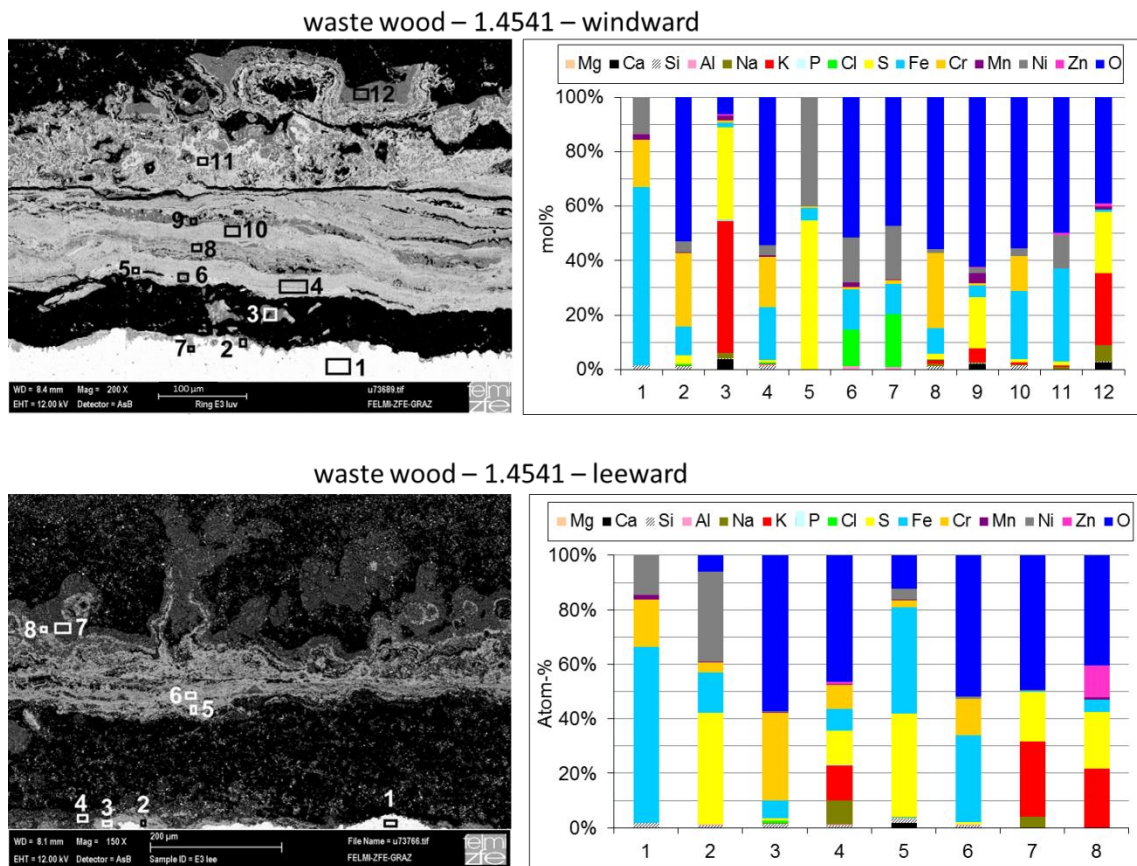 waste wood – 1.4541 – windward
12
11
9
10
8
5
6
4
3
2
7
1
WD = 8.4 mm Mag = 200 X 100 µm u73689.tif
EHT = 12.00 kV Detector = AsB Ring E3 luv FELMI-ZFE-GRAZ
felmi
zfe
Mg Ca Si Al Na K P Cl S Fe Cr Mn Ni Zn O
mol%
100%
80%
60%
40%
20%
0%
1 2 3 4 5 6 7 8 9 10 11 12
waste wood – 1.4541 – leeward
8 7
6
5
4 3 2 1
WD = 8.1 mm Mag = 150 X 200 µm File Name = u73766.tif
EHT = 12.00 kV Detector = AsB Sample ID = E3 lee FELMI-ZFE-GRAZ
felmi
zfe
Mg Ca Si Al Na K P Cl S Fe Cr Mn Ni Zn O
Atom-%
100%
80%
60%
40%
20%
0%
1 2 3 4 5 6 7 8